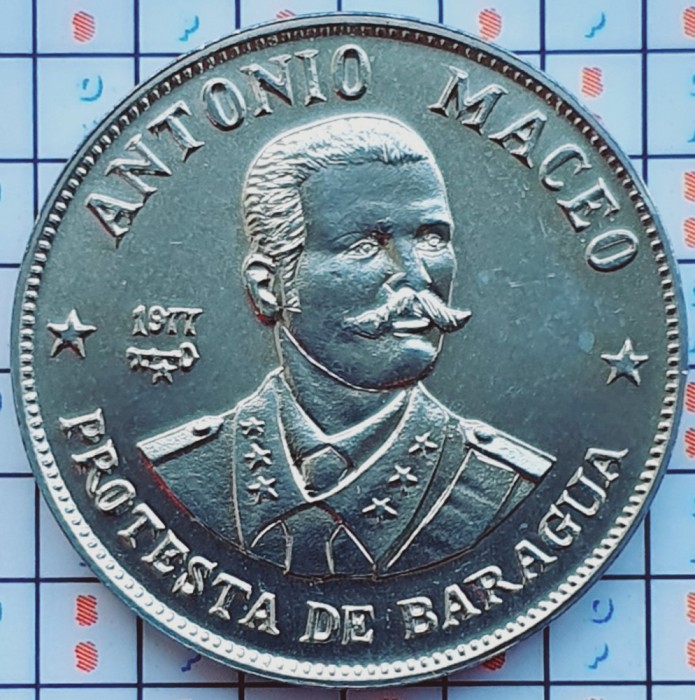 ANTONIO MACEO
1977
PROTESTA DE BARAGUA